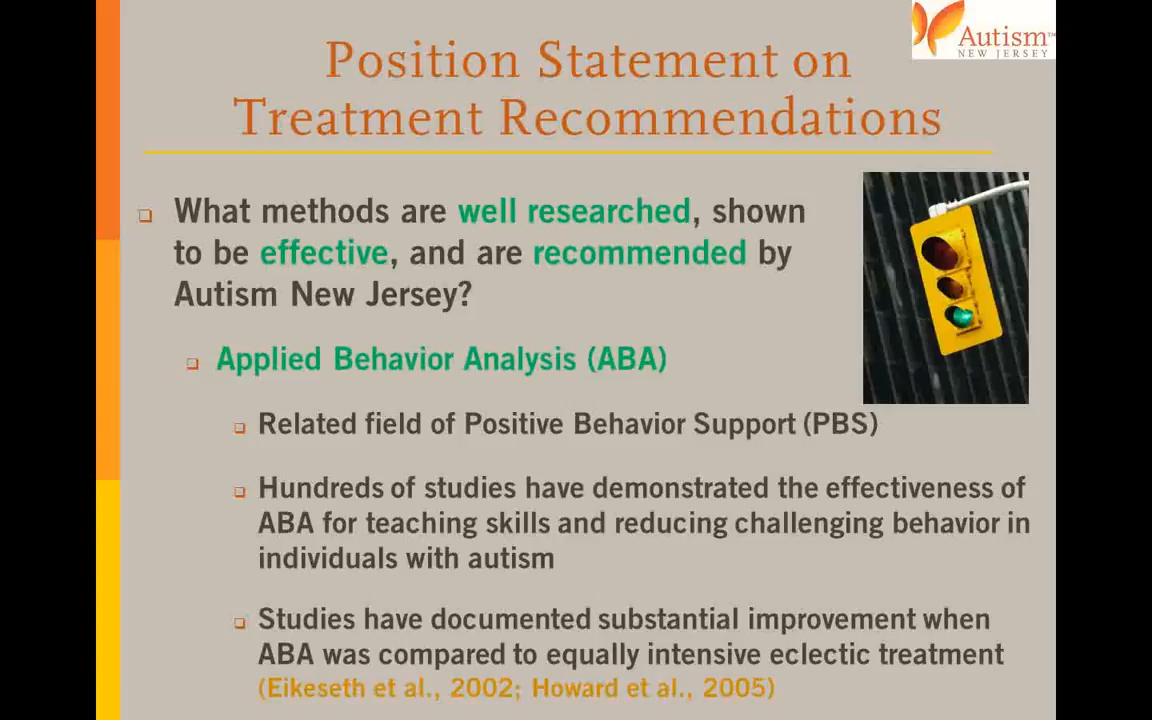 Autism™
NEW JERSEY
Position Statement on
Treatment Recommendations
What methods are well researched, shown
to be effective, and are recommended by
Autism New Jersey?
Applied Behavior Analysis (ABA)
Related field of Positive Behavior Support (PBS)
Hundreds of studies have demonstrated the effectiveness of
ABA for teaching skills and reducing challenging behavior in
individuals with autism
Studies have documented substantial improvement when
ABA was compared to equally intensive eclectic treatment
(Eikeseth et al., 2002; Howard et al., 2005)